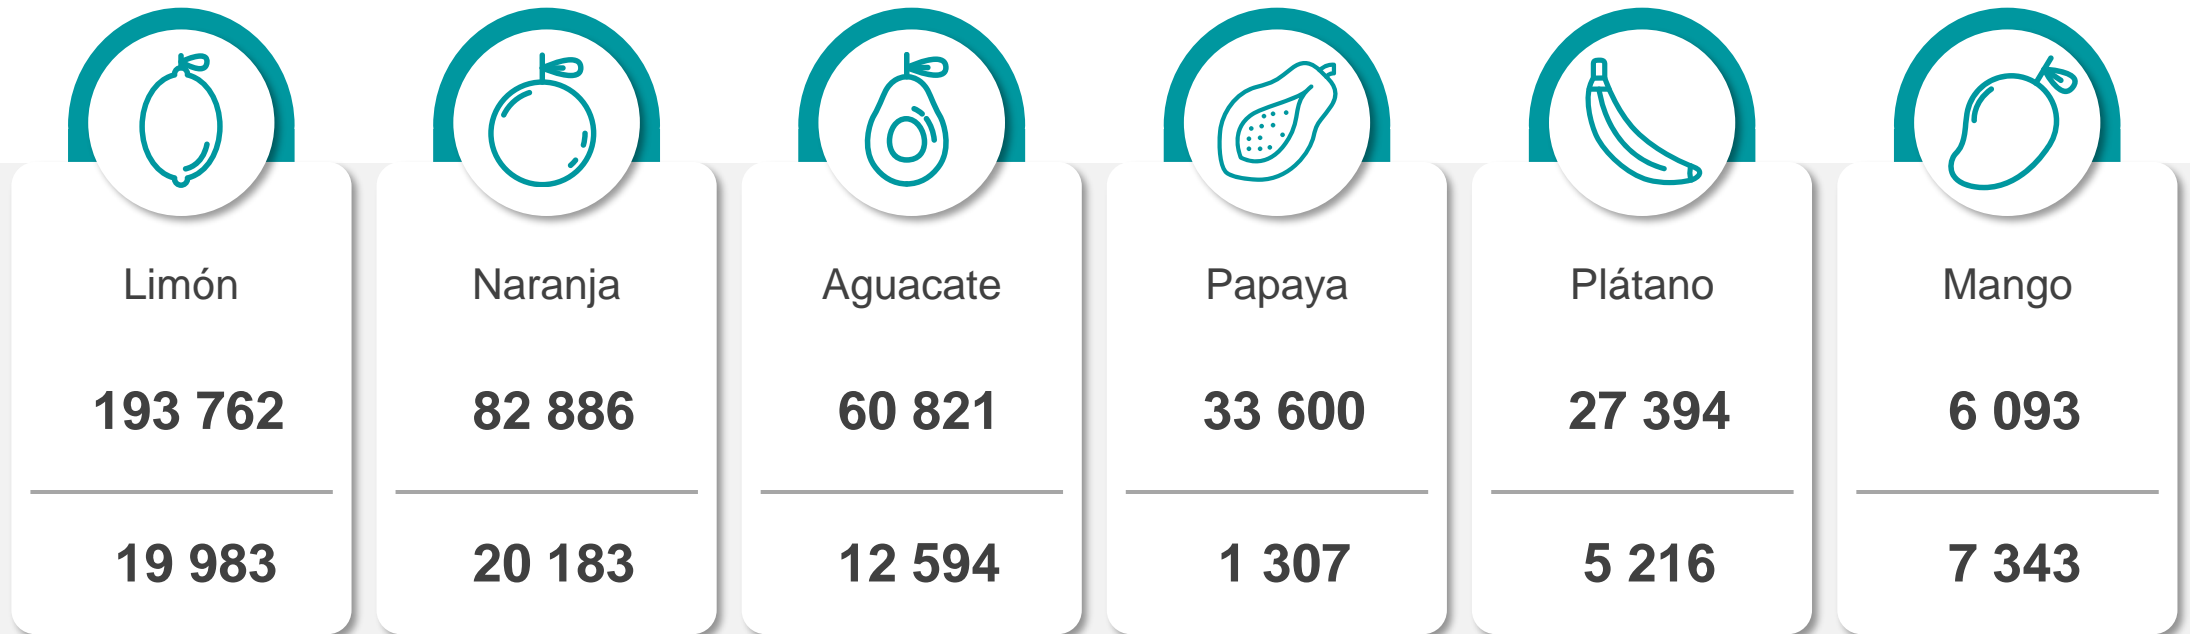 Limón
193 762
19 983
Naranja
82 886
20 183
Aguacate
60 821
12 594
Papaya
33 600
1 307
Plátano
27 394
5 216
Mango
6 093
7 343